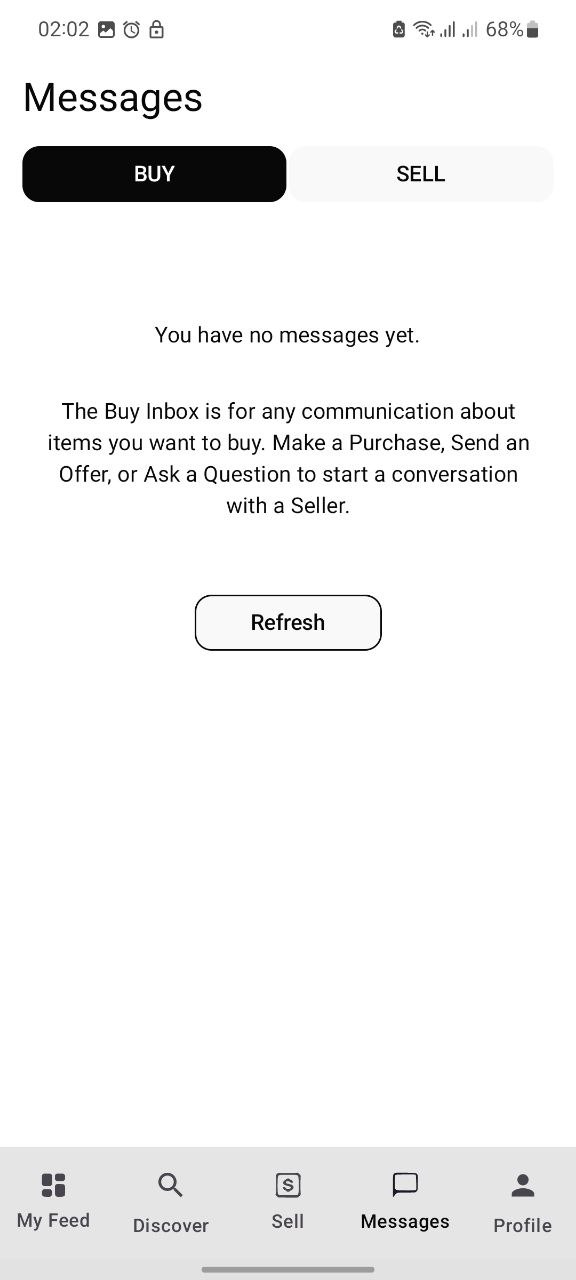 02:02 68%
Messages
BUY SELL
You have no messages yet.
The Buy Inbox is for any communication about
items you want to buy. Make a Purchase, Send an
Offer, or Ask a Question to start a conversation
with a Seller.
Refresh
My Feed Discover Sell Messages Profile